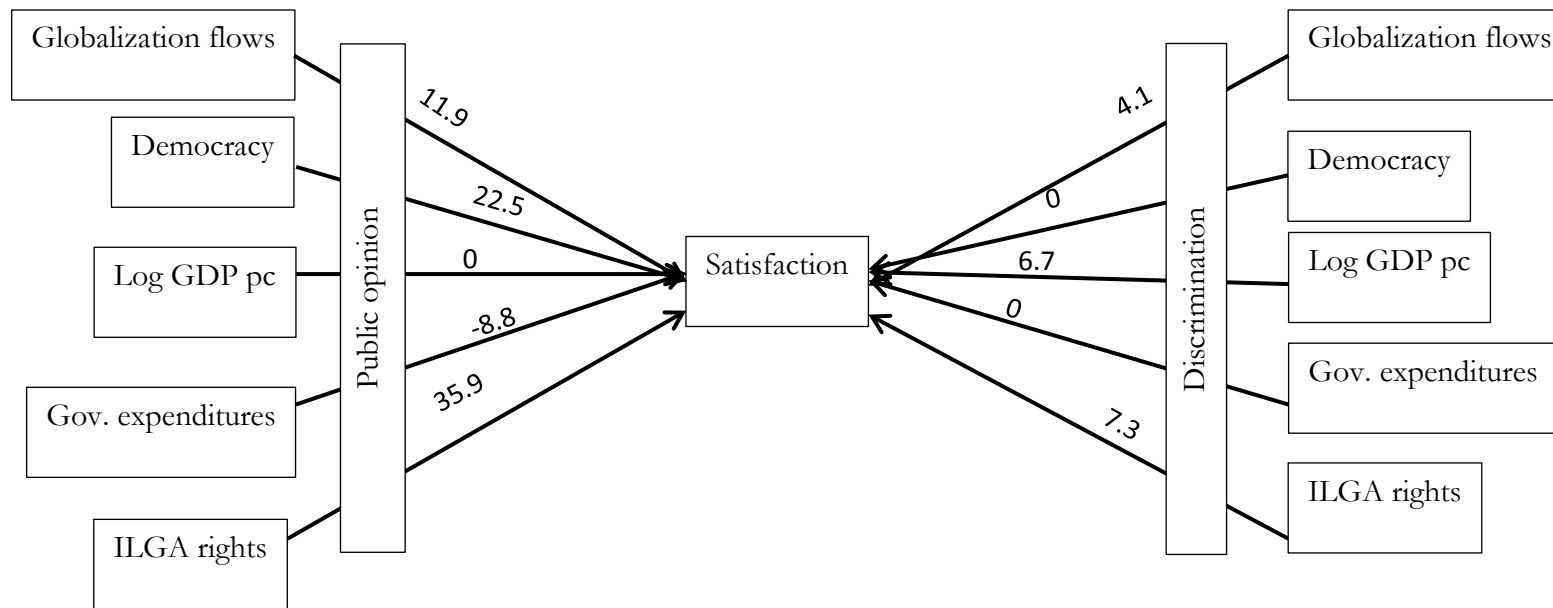 Globalization flows
Democracy
Log GDP pc
Gov. expenditures
ILGA rights
Public opinion
11.9
22.5
0
-8.8
35.9
Satisfaction
4.1
0
6.7
0
7.3
Discrimination
Globalization flows
Democracy
Log GDP pc
Gov. expenditures
ILGA rights